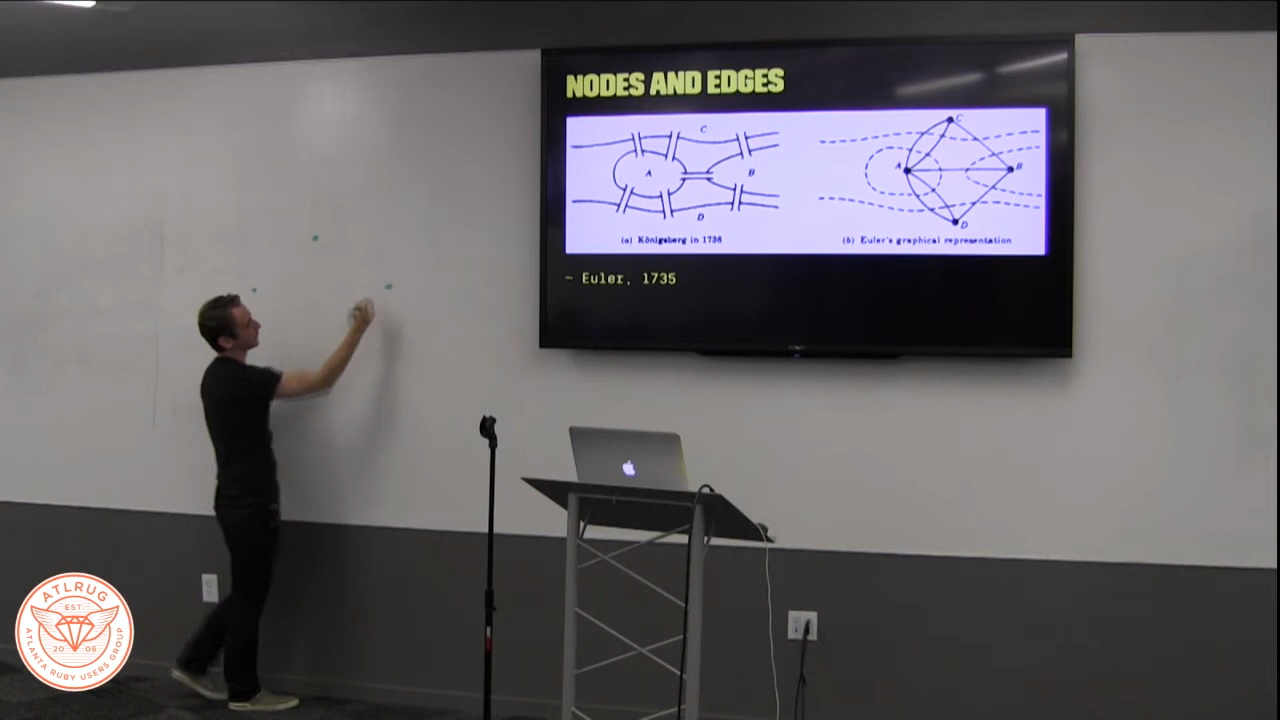 NODES AND EDGES
C
A
B
D
(a) Königsberg in 1736
C
A
B
D
(b) Euler's graphical representation
~ Euler, 1735
ATLRUG
EST.
20 06
ATLANTA RUBY USERS GROUP